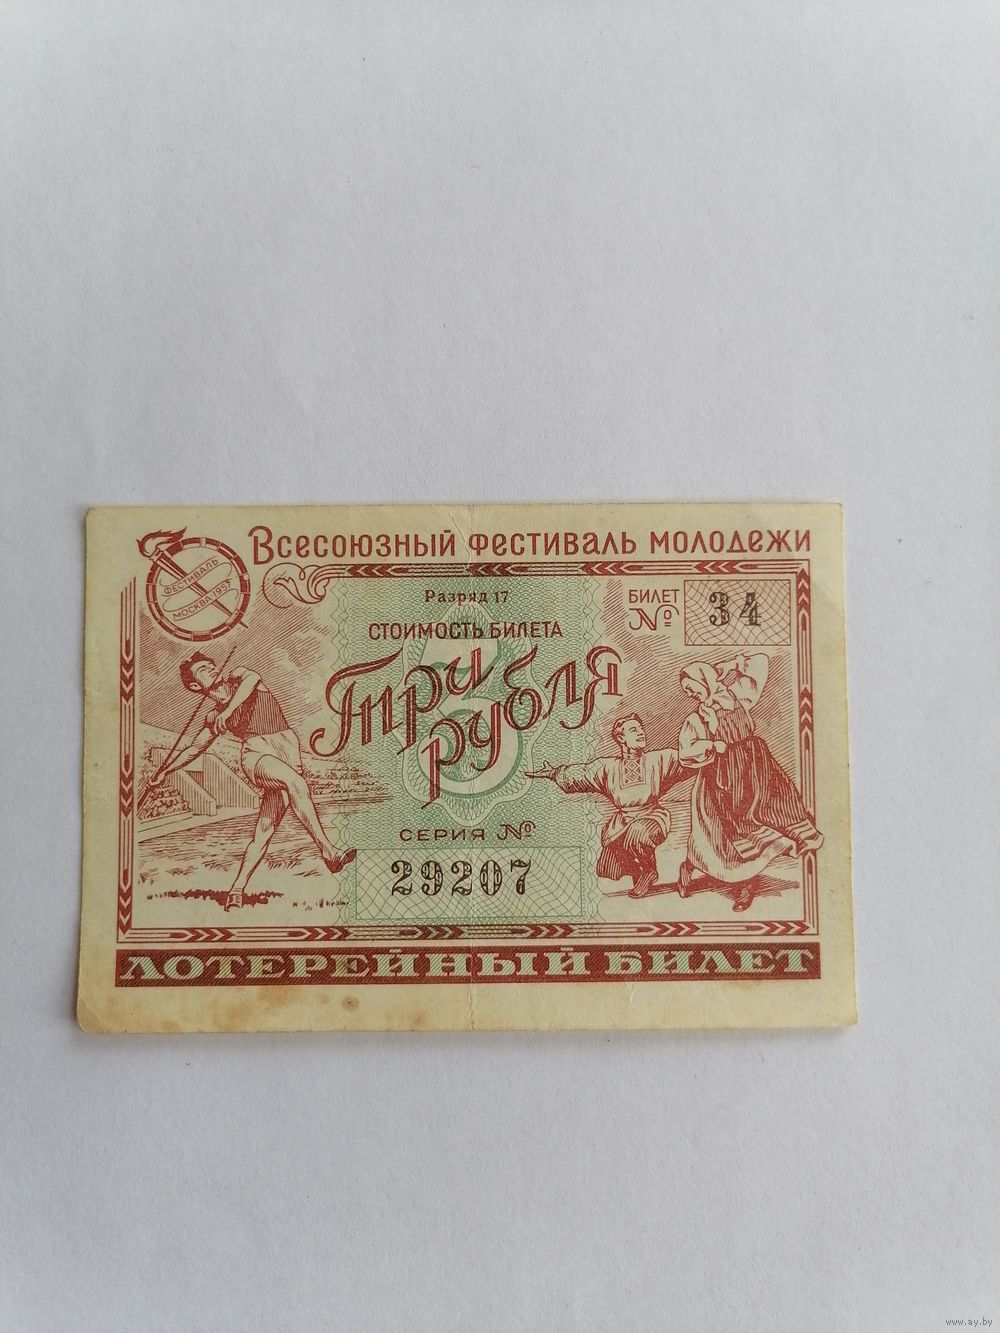 Всесоюзный фестиваль молодежи
ФЕСТИВАЛЬ
МОСКВА 1957
Разряд 17
СТОИМОСТЬ БИЛЕТА
3
Три
рубля
БИЛЕТ
№ 34
СЕРИЯ №
29207
ЛОТЕРЕЙНЫЙ БИЛЕТ
www.ay.by